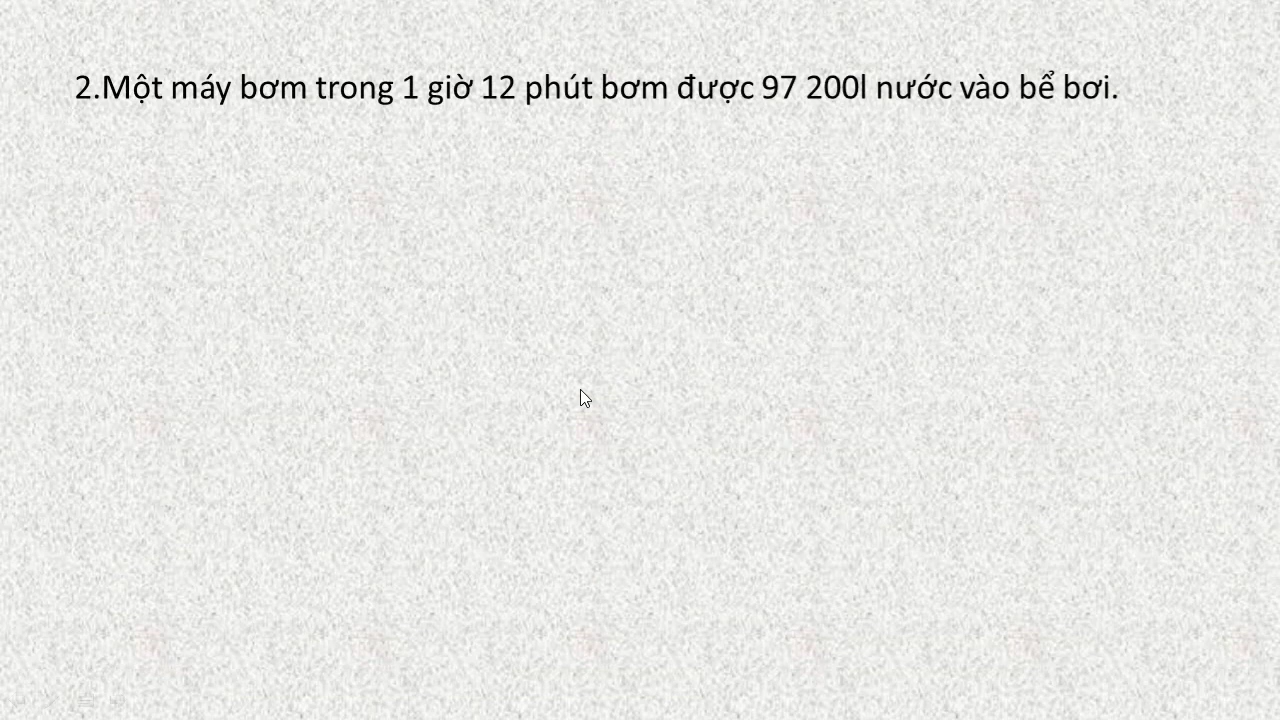 2.Một máy bơm trong 1 giờ 12 phút bơm được 97 200l nước vào bể bơi.